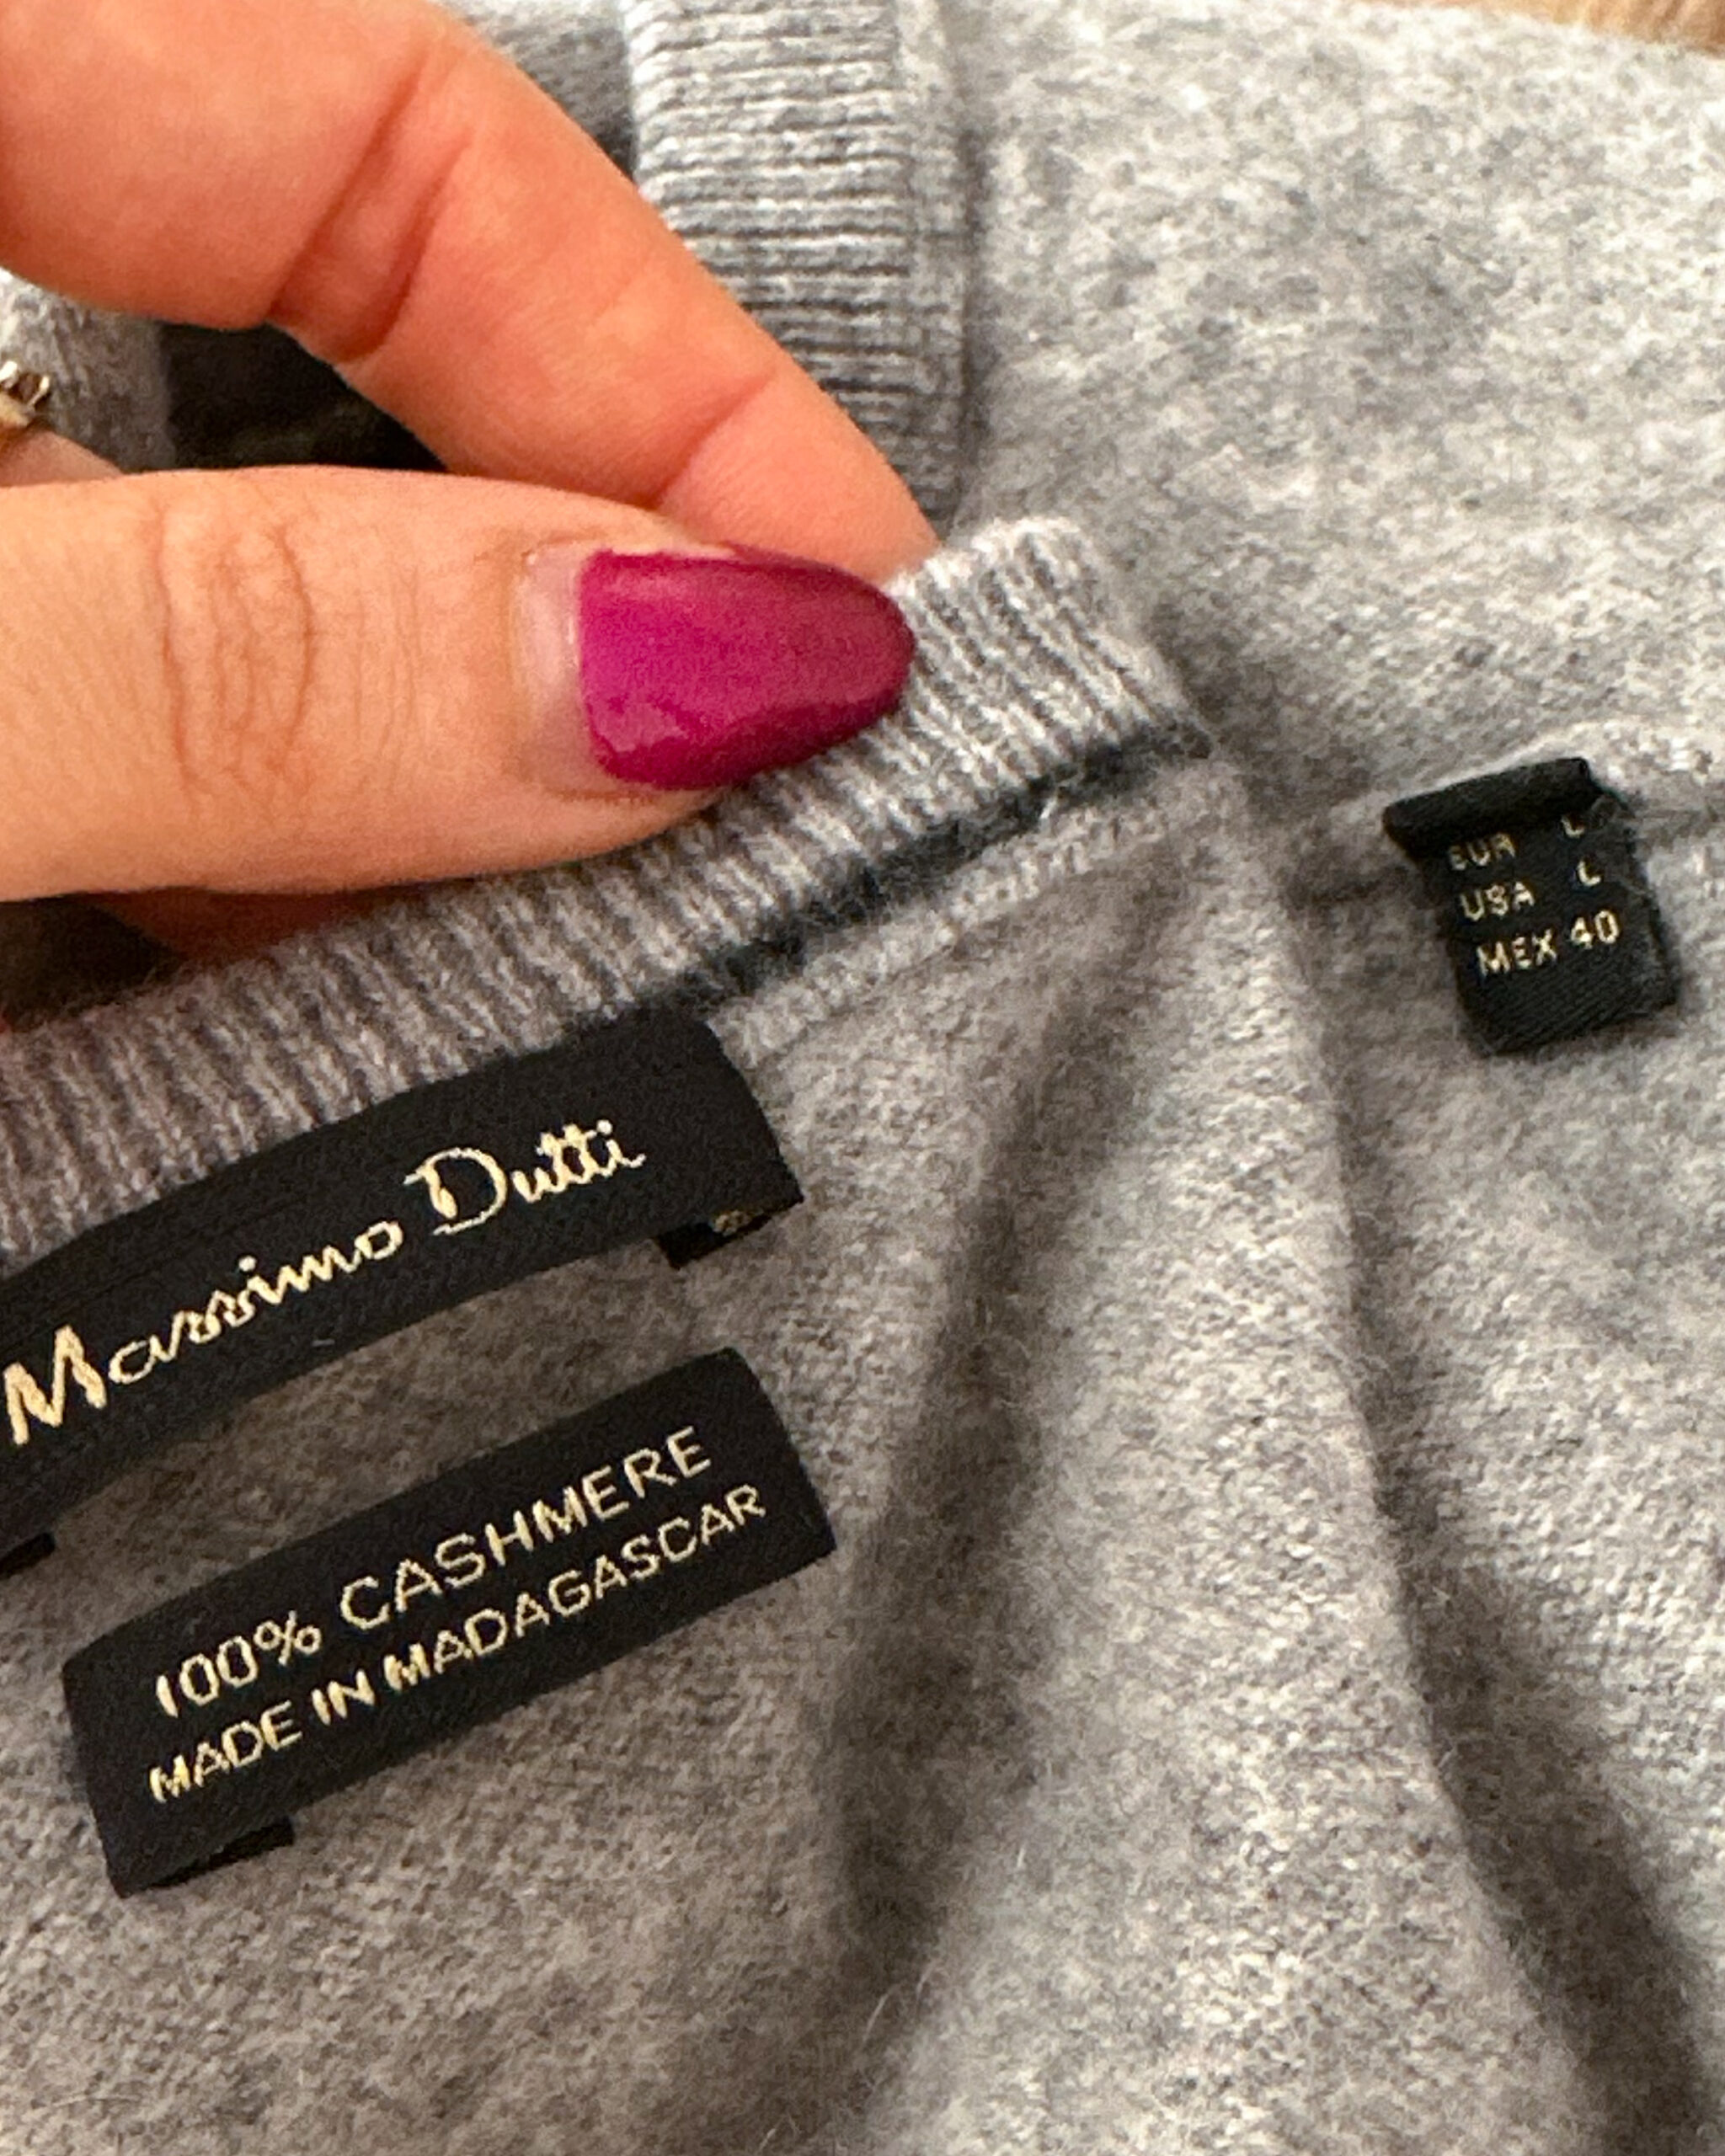 Massimo Dutti
100% CASHMERE
MADE IN MADAGASCAR
EUR L
USA L
MEX 40